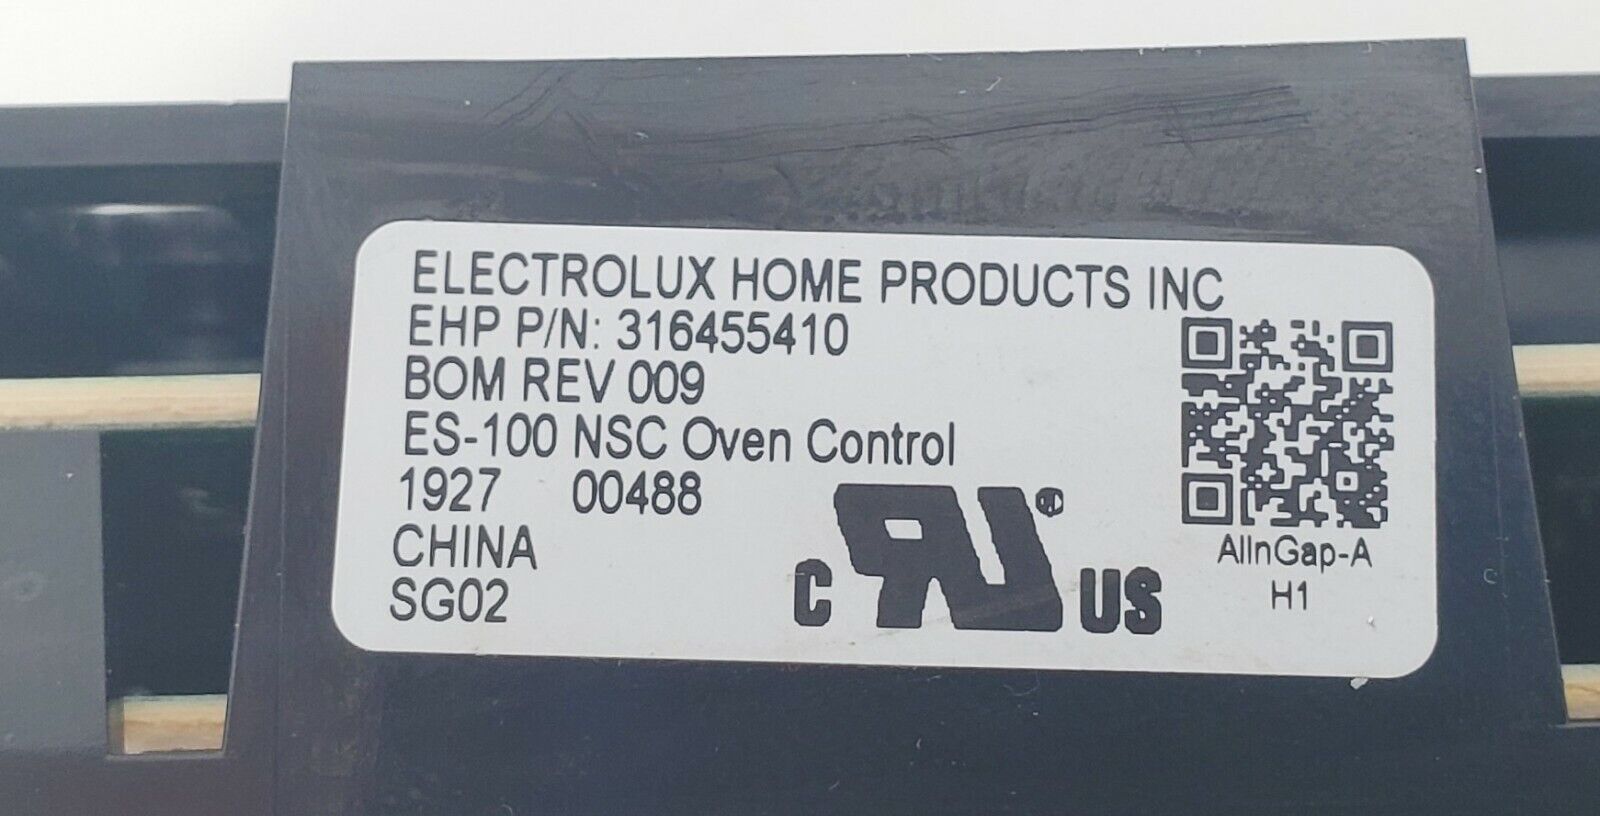 ELECTROLUX HOME PRODUCTS INC
EHP P/N: 316455410
BOM REV 009
ES-100 NSC Oven Control
1927 00488
CHINA
SG02
C RU ® US
AllnGap-A
H1